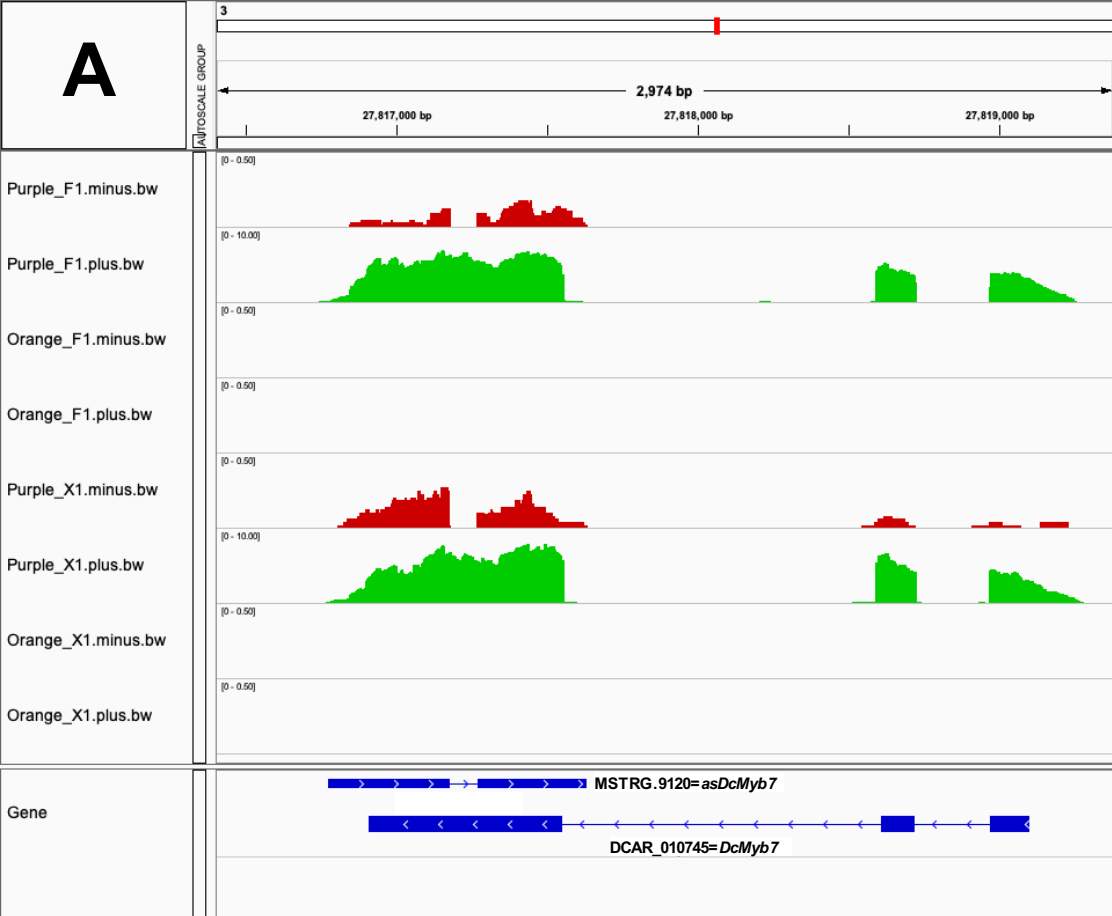 A
AUTOSCALE GROUP
3
2,974 bp
27,817,000 bp
27,818,000 bp
27,819,000 bp
Purple_F1.minus.bw
[0 - 0.50]
Purple_F1.plus.bw
[0 - 10.00]
Orange_F1.minus.bw
[0 - 0.50]
Orange_F1.plus.bw
[0 - 0.50]
Purple_X1.minus.bw
[0 - 0.50]
Purple_X1.plus.bw
[0 - 10.00]
Orange_X1.minus.bw
[0 - 0.50]
Orange_X1.plus.bw
[0 - 0.50]
Gene
MSTRG.9120=asDcMyb7
DCAR_010745=DcMyb7